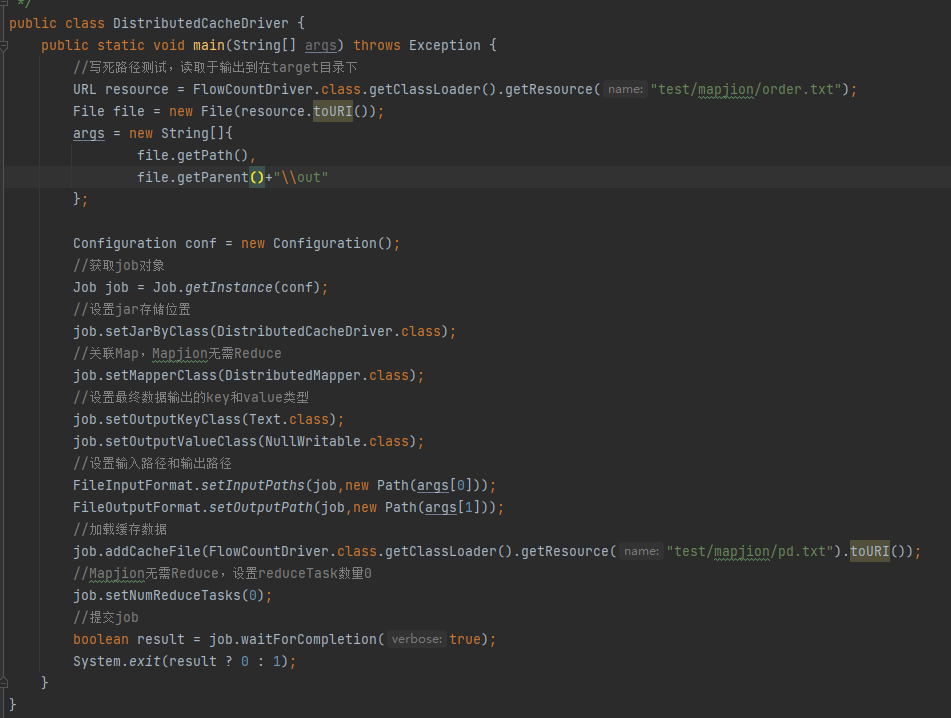 */
public class DistributedCacheDriver {
    public static void main(String[] args) throws Exception {
        //写死路径测试，读取于输出到在target目录下
        URL resource = FlowCountDriver.class.getClassLoader().getResource( name: "test/mapjion/order.txt");
        File file = new File(resource.toURI());
        args = new String[]{
                file.getPath(),
                file.getParent()+"\\out"
        };
        Configuration conf = new Configuration();
        //获取job对象
        Job job = Job.getInstance(conf);
        //设置jar存储位置
        job.setJarByClass(DistributedCacheDriver.class);
        //关联Map，Mapjion无需Reduce
        job.setMapperClass(DistributedMapper.class);
        //设置最终数据输出的key和value类型
        job.setOutputKeyClass(Text.class);
        job.setOutputValueClass(NullWritable.class);
        //设置输入路径和输出路径
        FileInputFormat.setInputPaths(job,new Path(args[0]));
        FileOutputFormat.setOutputPath(job,new Path(args[1]));
        //加载缓存数据
        job.addCacheFile(FlowCountDriver.class.getClassLoader().getResource( name: "test/mapjion/pd.txt").toURI());
        //Mapjion无需Reduce，设置reduceTask数量0
        job.setNumReduceTasks(0);
        //提交job
        boolean result = job.waitForCompletion( verbose: true);
        System.exit(result ? 0 : 1);
    }
}